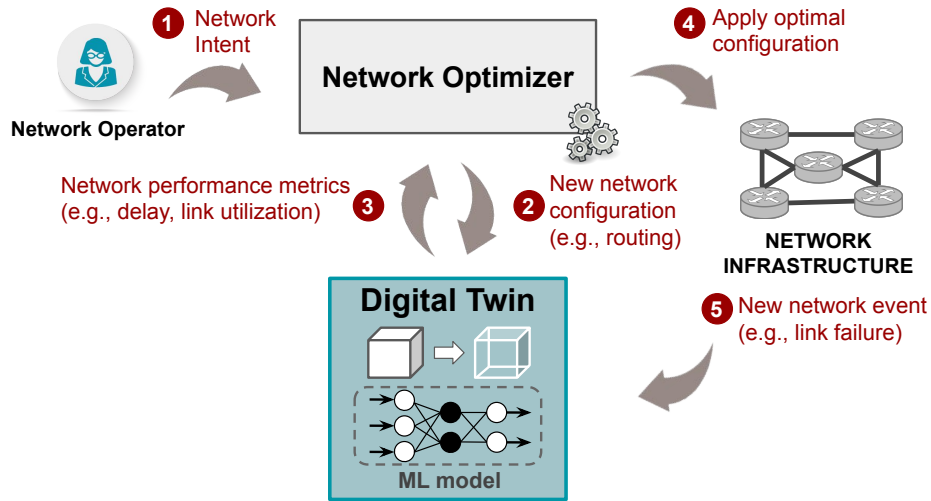 1
Network
Intent
Network Operator
Network Optimizer
4
Apply optimal
configuration
Network performance metrics
(e.g., delay, link utilization)
3
2
New network
configuration
(e.g., routing)
NETWORK
INFRASTRUCTURE
5
New network event
(e.g., link failure)
Digital Twin
ML model